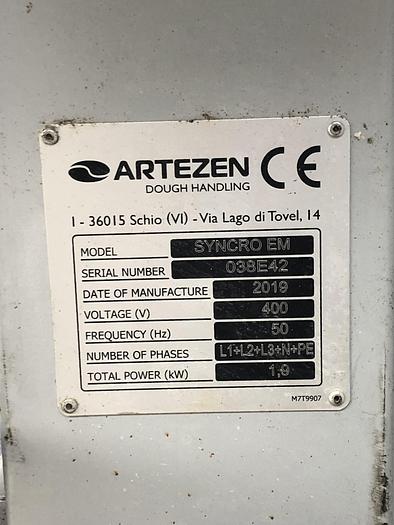 ARTEZEN CE
DOUGH HANDLING
I - 36015 Schio (VI) - Via Lago di Tovel, 14
MODEL SYNCRO EM
SERIAL NUMBER 038E42
DATE OF MANUFACTURE 2019
VOLTAGE (V) 400
FREQUENCY (Hz) 50
NUMBER OF PHASES L1+L2+L3+N+PE
TOTAL POWER (kW) 1,9
M7T9907